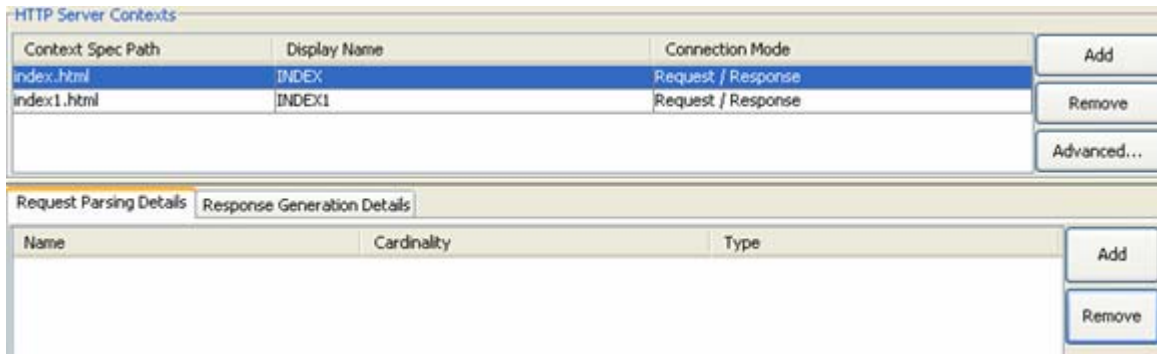 HTTP Server Contexts
Context Spec Path Display Name Connection Mode
index.html INDEX Request / Response
index1.html INDEX1 Request / Response
Add
Remove
Advanced...
Request Parsing Details Response Generation Details
Name Cardinality Type
Add
Remove